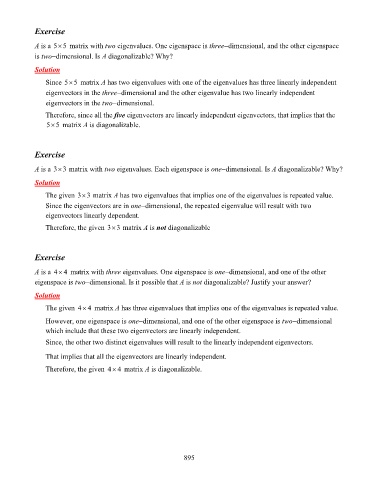 Exercise
A is a 5×5 matrix with two eigenvalues. One eigenspace is three−dimensional, and the other eigenspace
is two−dimensional. Is A diagonalizable? Why?
Solution
Since 5×5 matrix A has two eigenvalues with one of the eigenvalues has three linearly independent
eigenvectors in the three−dimensional and the other eigenvalue has two linearly independent
eigenvectors in the two−dimensional.
Therefore, since all the five eigenvectors are linearly independent eigenvectors, that implies that the
5×5 matrix A is diagonalizable.
Exercise
A is a 3×3 matrix with two eigenvalues. Each eigenspace is one−dimensional. Is A diagonalizable? Why?
Solution
The given 3×3 matrix A has two eigenvalues that implies one of the eigenvalues is repeated value.
Since the eigenvectors are in one−dimensional, the repeated eigenvalue will result with two
eigenvectors linearly dependent.
Therefore, the given 3×3 matrix A is not diagonalizable
Exercise
A is a 4×4 matrix with three eigenvalues. One eigenspace is one−dimensional, and one of the other
eigenspace is two−dimensional. Is it possible that A is not diagonalizable? Justify your answer?
Solution
The given 4×4 matrix A has three eigenvalues that implies one of the eigenvalues is repeated value.
However, one eigenspace is one−dimensional, and one of the other eigenspace is two−dimensional
which include that these two eigenvectors are linearly independent.
Since, the other two distinct eigenvalues will result to the linearly independent eigenvectors.
That implies that all the eigenvectors are linearly independent.
Therefore, the given 4×4 matrix A is diagonalizable.
895